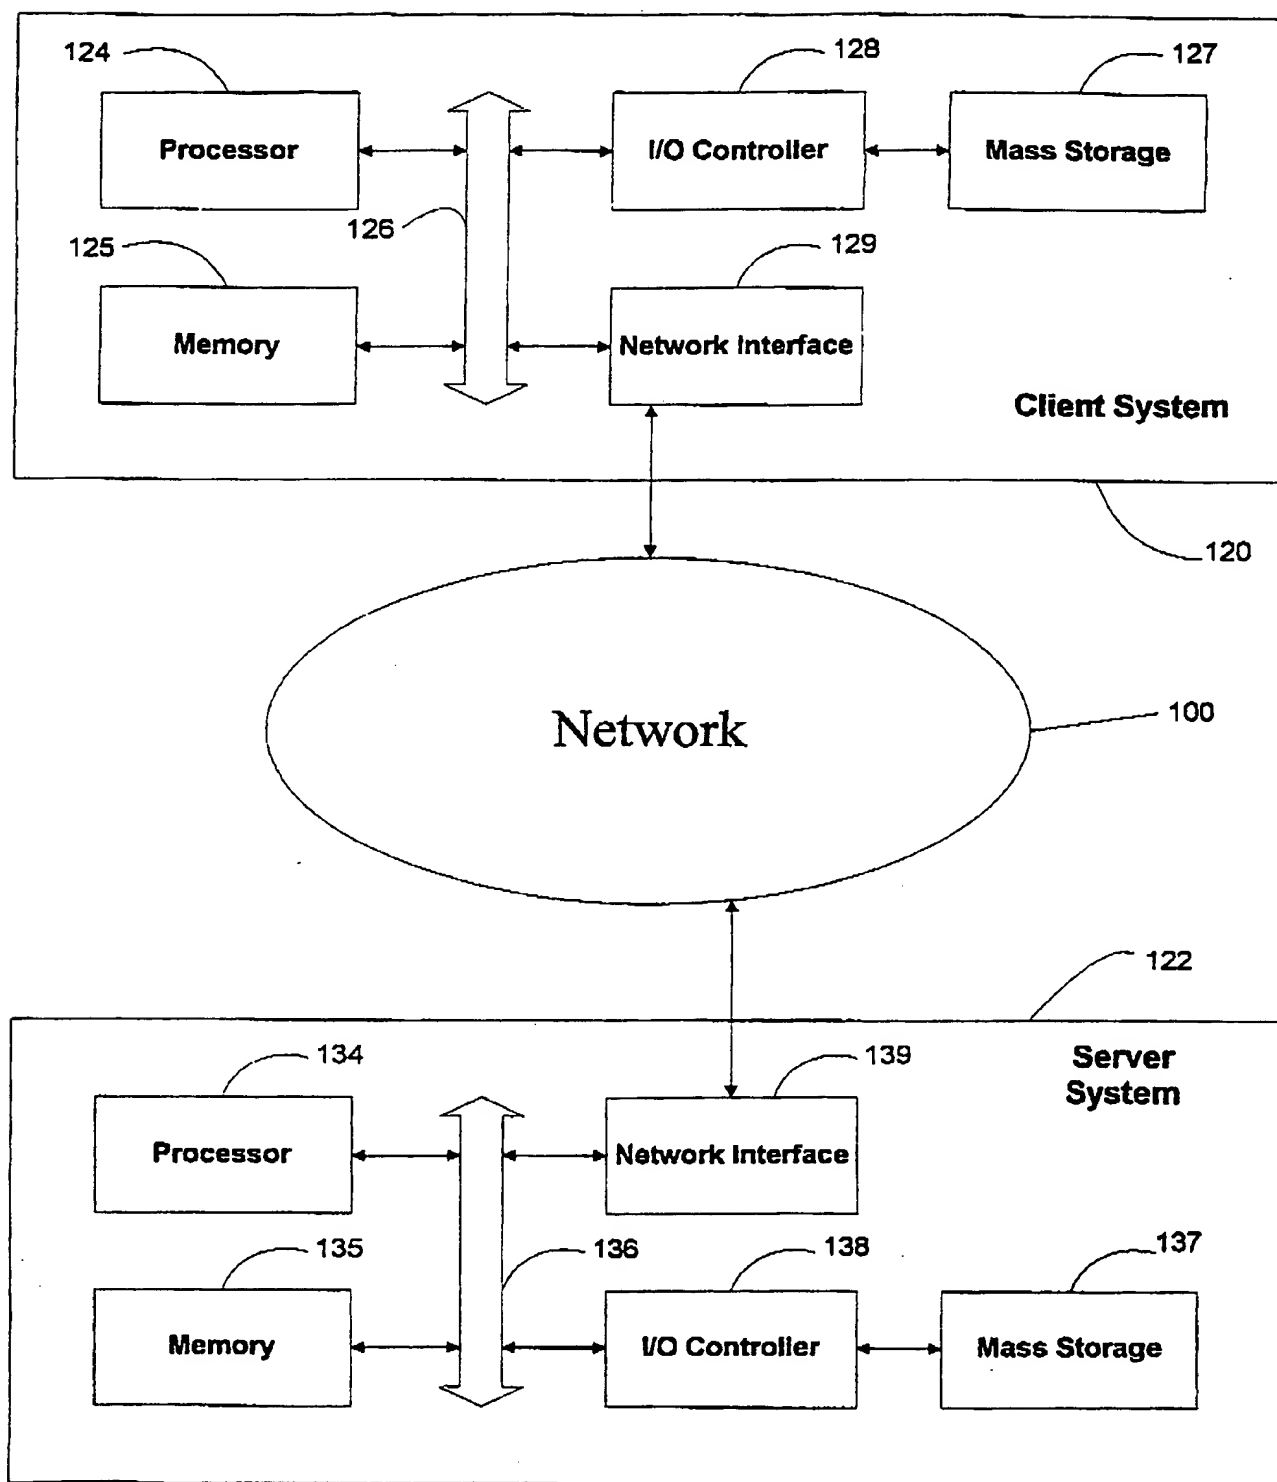 124
128
127
Processor
I/O Controller
Mass Storage
126
125
129
Memory
Network Interface
Client System
120
Network
100
122
134
139
Server
System
Processor
Network Interface
135
136
138
137
Memory
I/O Controller
Mass Storage